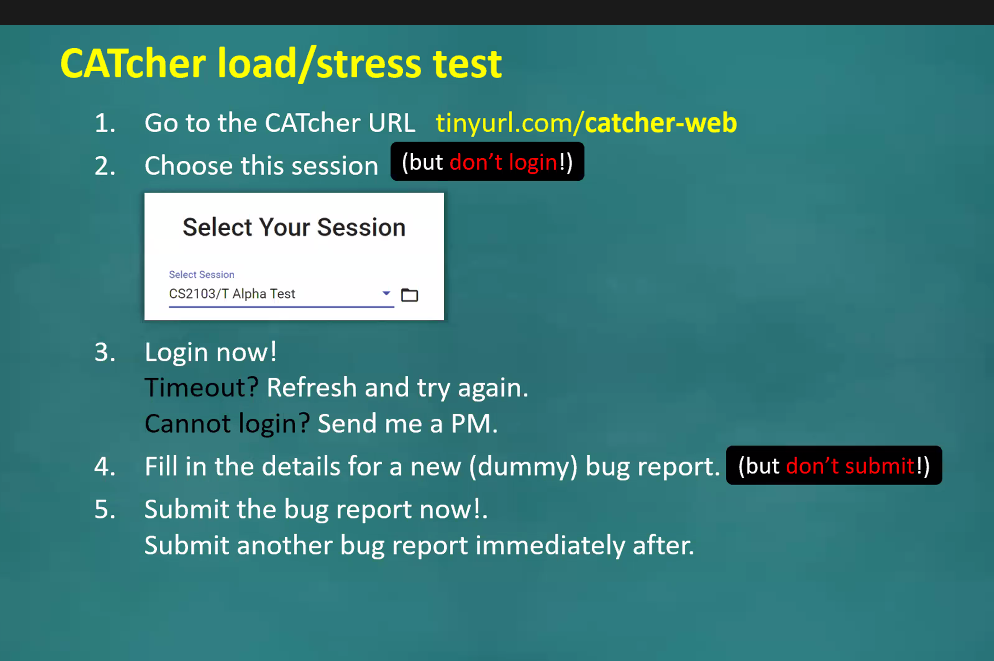 CATcher load/stress test
1. Go to the CATcher URL tinyurl.com/catcher-web
2. Choose this session (but don't login!)
Select Your Session
Select Session
CS2103/T Alpha Test
3. Login now!
Timeout? Refresh and try again.
Cannot login? Send me a PM.
4. Fill in the details for a new (dummy) bug report. (but don't submit!)
5. Submit the bug report now!.
Submit another bug report immediately after.